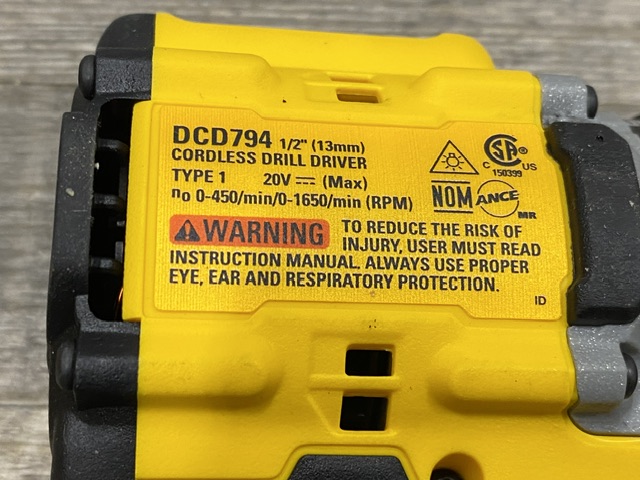 DCD794 1/2" (13mm)
CORDLESS DRILL DRIVER
TYPE 1 20V ⎓ (Max)
n₀ 0-450/min/0-1650/min (RPM)
SA
C US
150399
NOM ANCE
MR
WARNING TO REDUCE THE RISK OF
INJURY, USER MUST READ
INSTRUCTION MANUAL. ALWAYS USE PROPER
EYE, EAR AND RESPIRATORY PROTECTION.
ID